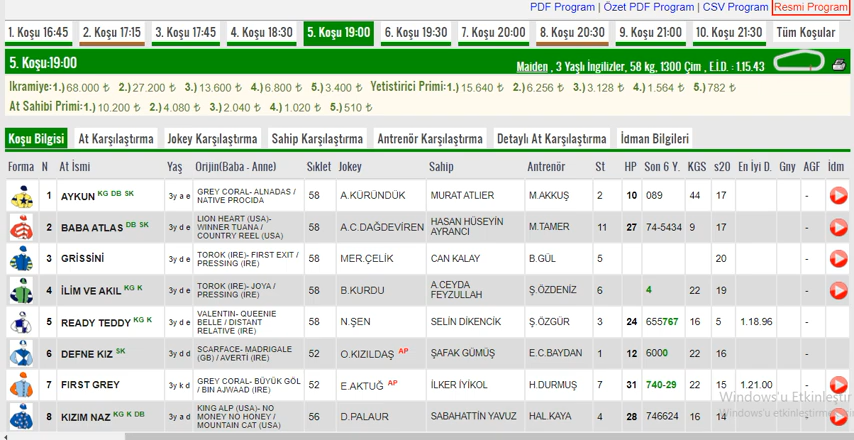 PDF Program | Özet PDF Program | CSV Program Resmi Program
1. Koşu 16:45 2. Koşu 17:15 3. Koşu 17:45 4. Koşu 18:30 5. Koşu 19:00 6. Koşu 19:30 7. Koşu 20:00 8. Koşu 20:30 9. Koşu 21:00 10. Koşu 21:30 Tüm Koşular
5. Koşu:19:00 Maiden , 3 Yaşlı İngilizler, 58 kg, 1300 Çim , E.İ.D. : 1.15.43
Ikramiye:1.) 68.000 ₺ 2.) 27.200 ₺ 3.) 13.600 ₺ 4.) 6.800 ₺ 5.) 3.400 ₺ Yetistirici Primi:1.) 15.640 ₺ 2.) 6.256 ₺ 3.) 3.128 ₺ 4.) 1.564 ₺ 5.) 782 ₺
At Sahibi Primi:1.) 10.200 ₺ 2.) 4.080 ₺ 3.) 2.040 ₺ 4.) 1.020 ₺ 5.) 510 ₺
Koşu Bilgisi At Karşılaştırma Jokey Karşılaştırma Sahip Karşılaştırma Antrenör Karşılaştırma Detaylı At Karşılaştırma İdman Bilgileri
Forma N At İsmi Yaş Orijin(Baba - Anne) Sıklet Jokey Sahip Antrenör St HP Son 6 Y. KGS s20 En İyi D. Gny AGF İdm
1 AYKUN KG DB SK 3y a e GREY CORAL- ALNADAS / NATIVE PROCIDA 58 A.KÜRÜNDÜK MURAT ATLIER M.AKKUŞ 2 10 089 44 17 -
2 BABA ATLAS DB SK 3y d e LION HEART (USA)- WINNER TUANA / COUNTRY REEL (USA) 58 A.C.DAĞDEVİREN HASAN HÜSEYİN AYRANCI M.TAMER 11 27 74-5434 9 17 -
3 GRİSSİNİ 3y d e TOROK (IRE)- FIRST EXIT / PRESSING (IRE) 58 MER.ÇELİK CAN KALAY B.GÜL 5 20 -
4 İLİM VE AKIL KG K 3y d e TOROK (IRE)- JOYA / PRESSING (IRE) 58 B.KURDU A.CEYDA FEYZULLAH Ş.ÖZDENİZ 6 4 22 19 -
5 READY TEDDY KG K 3y d e VALENTIN- QUEENIE BELLE / DISTANT RELATIVE (IRE) 58 N.ŞEN SELİN DİKENCİK Ş.ÖZGÜR 3 24 655767 16 5 1.18.96 -
6 DEFNE KIZ SK 3y d d SCARFACE- MADRIGALE (GB) / AVERTI (IRE) 52 O.KIZILDAŞ AP ŞAFAK GÜMÜŞ E.C.BAYDAN 1 12 6000 22 16 -
7 FIRST GREY 3y k d GREY CORAL- BÜYÜK GÖL / BIN AJWAAD (IRE) 52 E.AKTUĞ AP İLKER İYİKOL H.DURMUŞ 7 31 740-29 22 15 1.21.00 -
8 KIZIM NAZ KG K DB 3y a d KING ALP (USA)- NO MONEY NO HONEY / MOUNTAIN CAT (USA) 56 D.PALAUR SABAHATTİN YAVUZ HAL.KAYA 4 28 746624 16 14 -
Windows'u Etkinleştir
Windows'u etkinleştirme